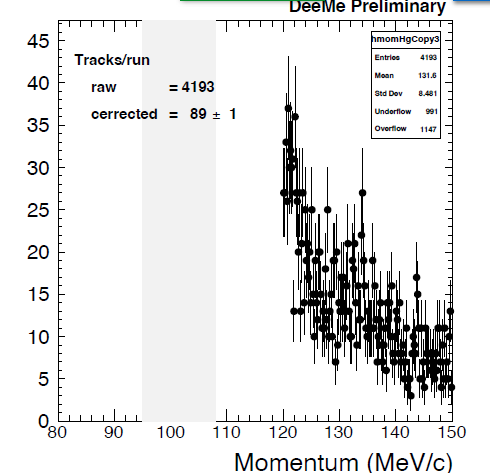 DeeMe Preliminary
hmomHgCopy3
Entries 4193
Mean 131.6
Std Dev 8.481
Underflow 991
Overflow 1147
Tracks/run
raw = 4193
cerrected = 89 ± 1
45
40
35
30
25
20
15
10
5
0
80 90 100 110 120 130 140 150
Momentum (MeV/c)